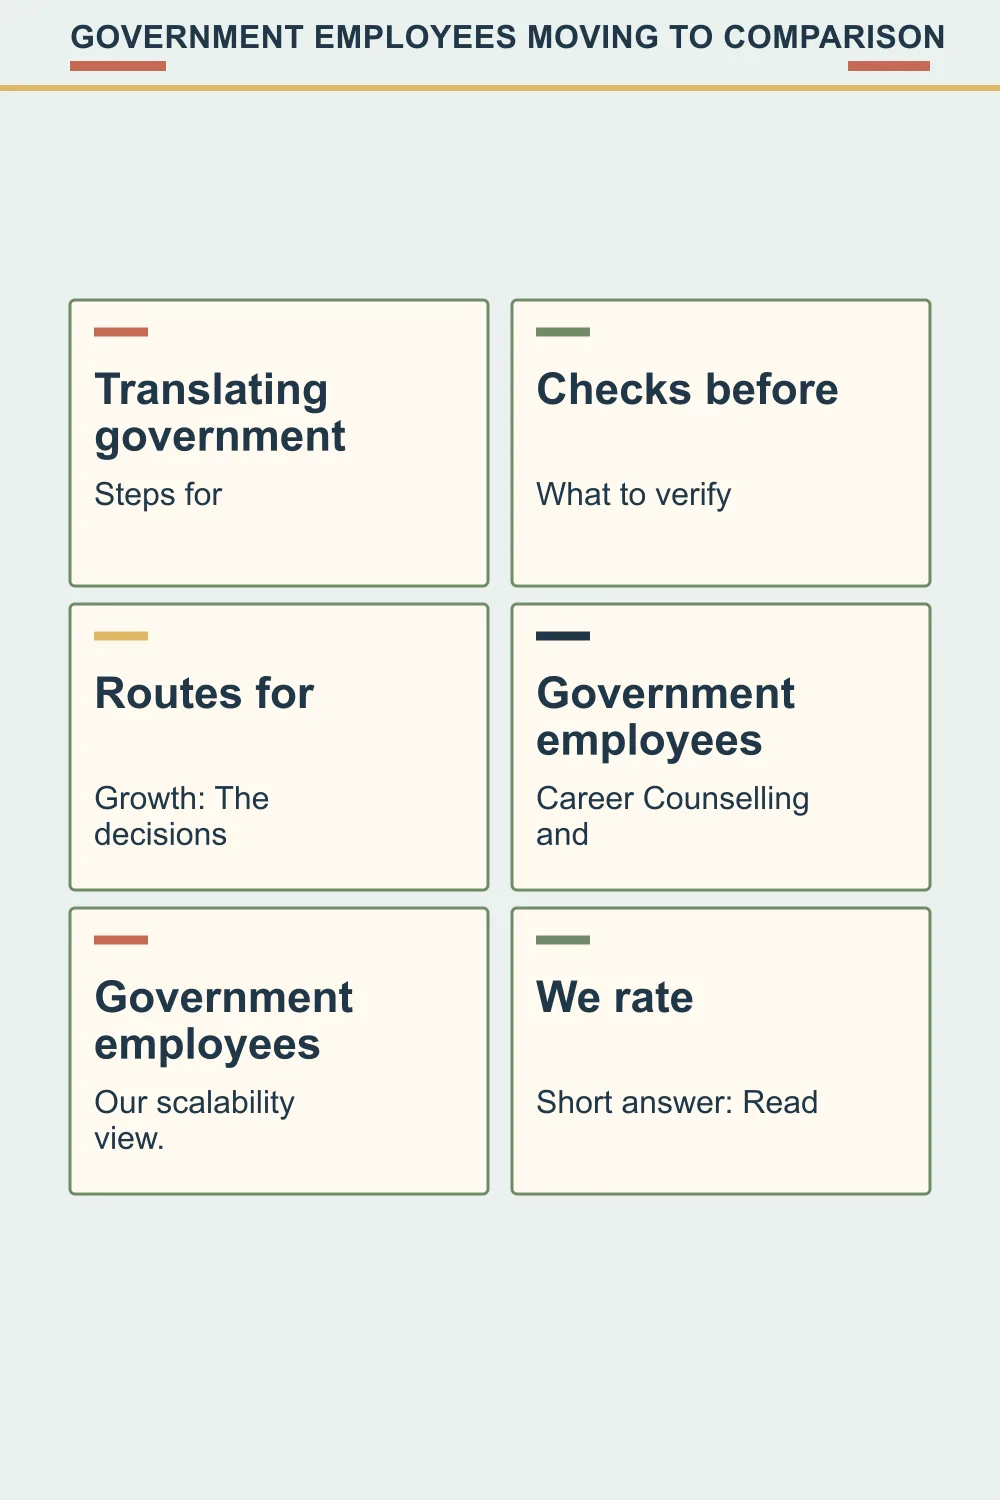 GOVERNMENT EMPLOYEES MOVING TO COMPARISON
Translating
government
Steps for
Checks before
What to verify
Routes for
Growth: The
decisions
Government
employees
Career Counselling
and
Government
employees
Our scalability
view.
We rate
Short answer: Read